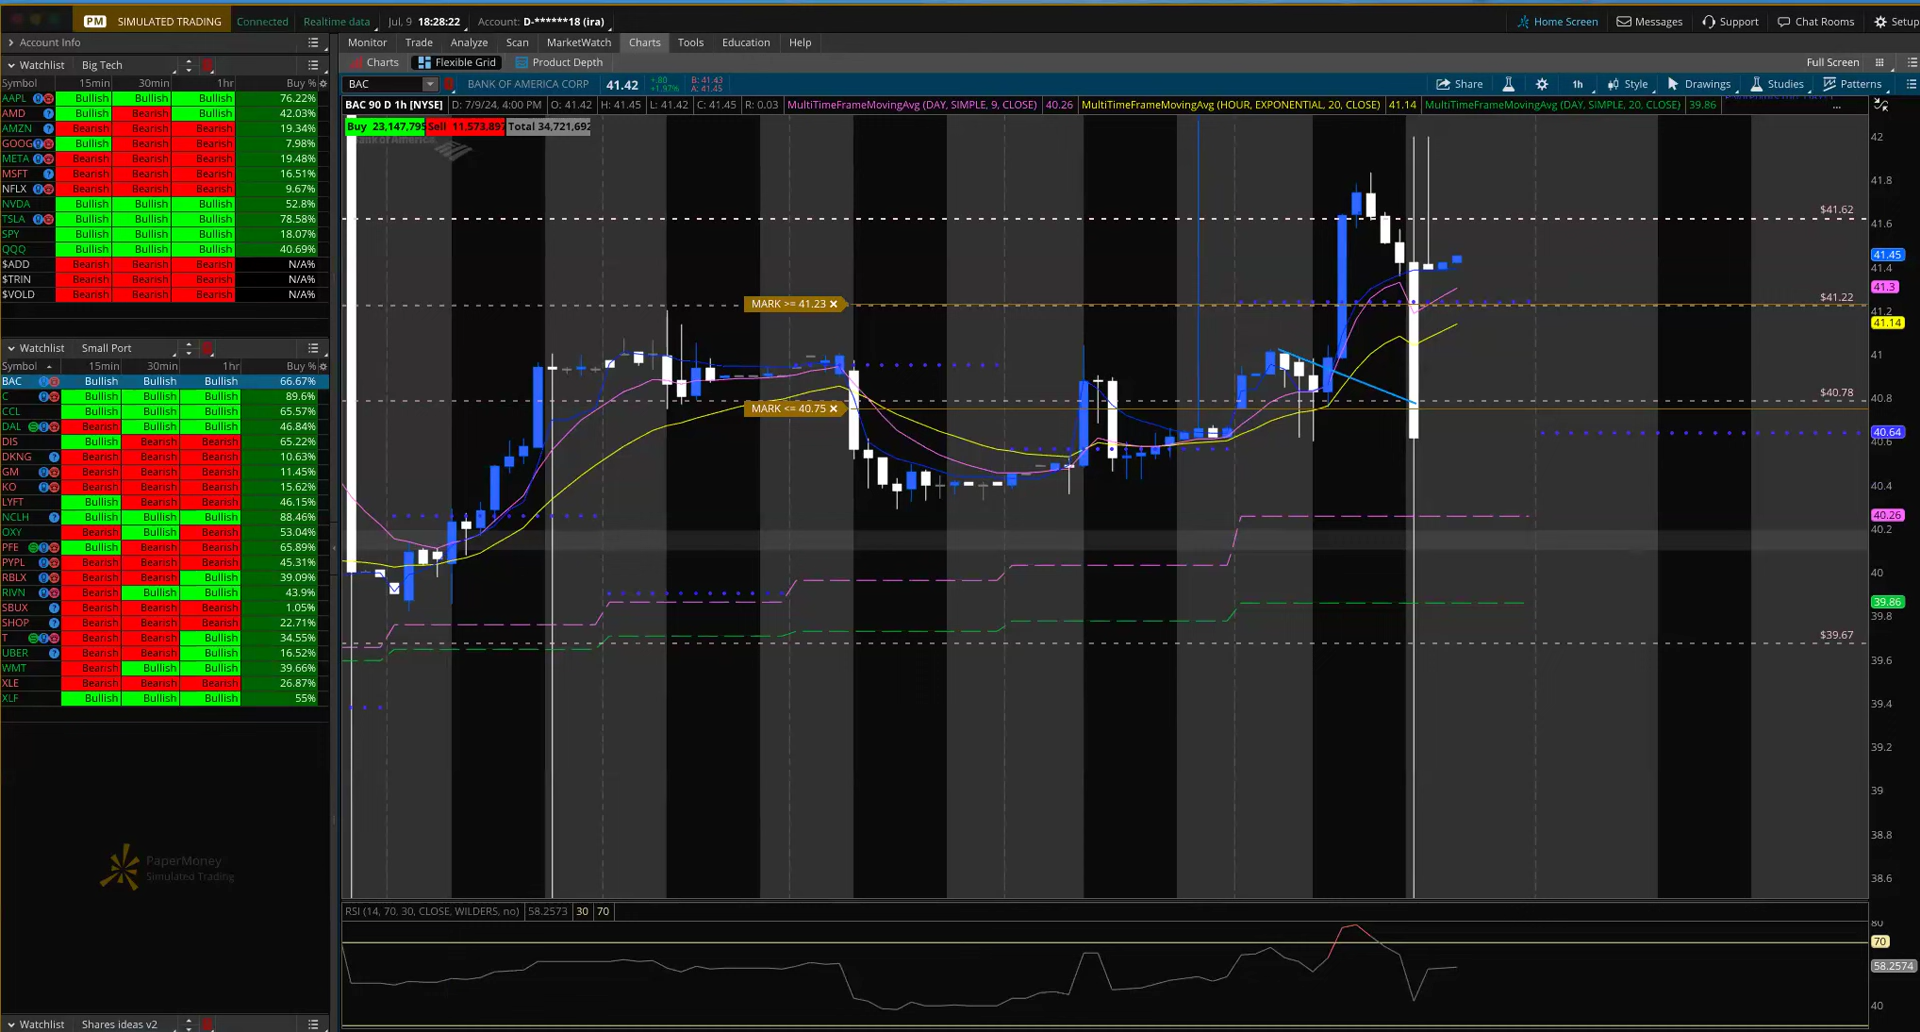 PM SIMULATED TRADING Connected Realtime data Jul, 9 18:28:22 Account: D-******18 (ira) Home Screen Messages Support Chat Rooms Setup
Account Info Monitor Trade Analyze Scan MarketWatch Charts Tools Education Help
Watchlist Big Tech Charts Flexible Grid Product Depth Full Screen
Symbol 15min 30min 1hr Buy %
AAPL Bullish Bullish Bullish 76.22%
AMD Bullish Bearish Bullish 42.03%
AMZN Bearish Bearish Bearish 19.34%
GOOG Bullish Bearish Bearish 7.98%
META Bearish Bearish Bearish 19.48%
MSFT Bearish Bearish Bearish 16.51%
NFLX Bearish Bearish Bearish 9.67%
NVDA Bullish Bullish Bullish 52.8%
TSLA Bullish Bullish Bullish 78.58%
SPY Bullish Bullish Bullish 18.07%
QQQ Bullish Bullish Bullish 40.69%
$ADD Bearish Bearish Bearish N/A%
$TRIN Bearish Bearish Bearish N/A%
$VOLD Bearish Bearish Bearish N/A%
Watchlist Small Port
Symbol 15min 30min 1hr Buy %
BAC Bullish Bullish Bullish 66.67%
C Bullish Bullish Bullish 89.6%
CCL Bullish Bullish Bullish 65.57%
DAL Bearish Bullish Bullish 46.84%
DIS Bullish Bearish Bearish 65.22%
DKNG Bearish Bearish Bearish 10.63%
GM Bearish Bearish Bearish 11.45%
KO Bearish Bearish Bearish 15.62%
LYFT Bullish Bearish Bearish 46.15%
NCLH Bullish Bullish Bullish 88.46%
OXY Bearish Bullish Bearish 53.04%
PFE Bullish Bearish Bearish 65.89%
PYPL Bearish Bearish Bearish 45.31%
RBLX Bearish Bearish Bullish 39.09%
RIVN Bearish Bearish Bullish 43.9%
SBUX Bearish Bearish Bearish 1.05%
SHOP Bearish Bearish Bearish 22.71%
T Bearish Bearish Bullish 34.55%
UBER Bearish Bearish Bullish 16.52%
WMT Bearish Bullish Bullish 39.66%
XLE Bearish Bearish Bearish 26.87%
XLF Bullish Bullish Bullish 55%
PaperMoney
Simulated Trading
Watchlist Shares ideas v2
BAC BANK OF AMERICA CORP 41.42 +.80 +1.97% B: 41.43 A: 41.45 Share 1h Style Drawings Studies Patterns
BAC 90 D 1h [NYSE] D: 7/9/24, 4:00 PM O: 41.42 H: 41.45 L: 41.42 C: 41.45 R: 0.03 MultiTimeFrameMovingAvg (DAY, SIMPLE, 9, CLOSE) 40.26 MultiTimeFrameMovingAvg (HOUR, EXPONENTIAL, 20, CLOSE) 41.14 MultiTimeFrameMovingAvg (DAY, SIMPLE, 20, CLOSE) 39.86 ...
Buy 23,147,795 Sell 11,573,897 Total 34,721,692
42
41.8
$41.62
41.6
41.45
41.4
41.3
MARK >= 41.23 $41.22
41.2
41.14
41
$40.78 40.8
MARK <= 40.75
40.64
40.6
40.4
40.26
40.2
40
39.86
39.8
$39.67
39.6
39.4
39.2
39
38.8
38.6
RSI (14, 70, 30, CLOSE, WILDERS, no) 58.2573 30 70
80
70
58.2574
40